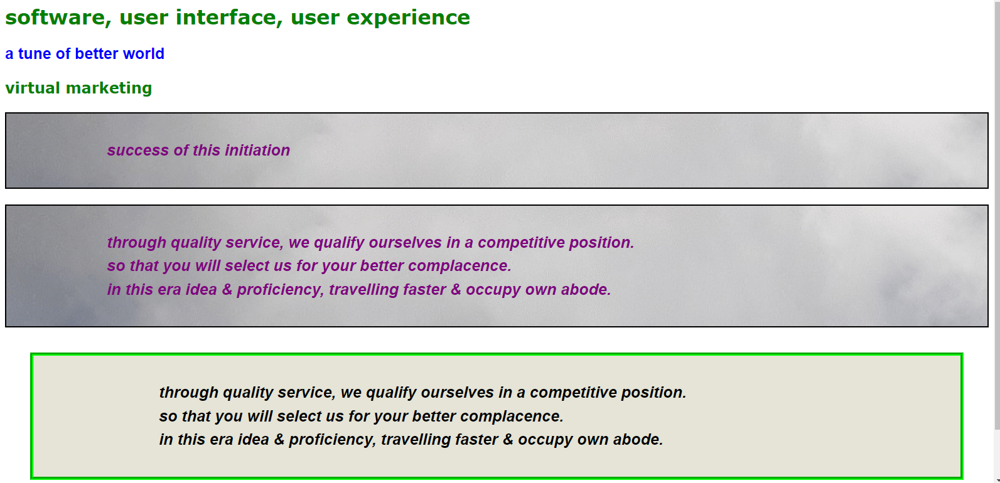 software, user interface, user experience
a tune of better world
virtual marketing
success of this initiation
through quality service, we qualify ourselves in a competitive position.
so that you will select us for your better complacence.
in this era idea & proficiency, travelling faster & occupy own abode.
through quality service, we qualify ourselves in a competitive position.
so that you will select us for your better complacence.
in this era idea & proficiency, travelling faster & occupy own abode.